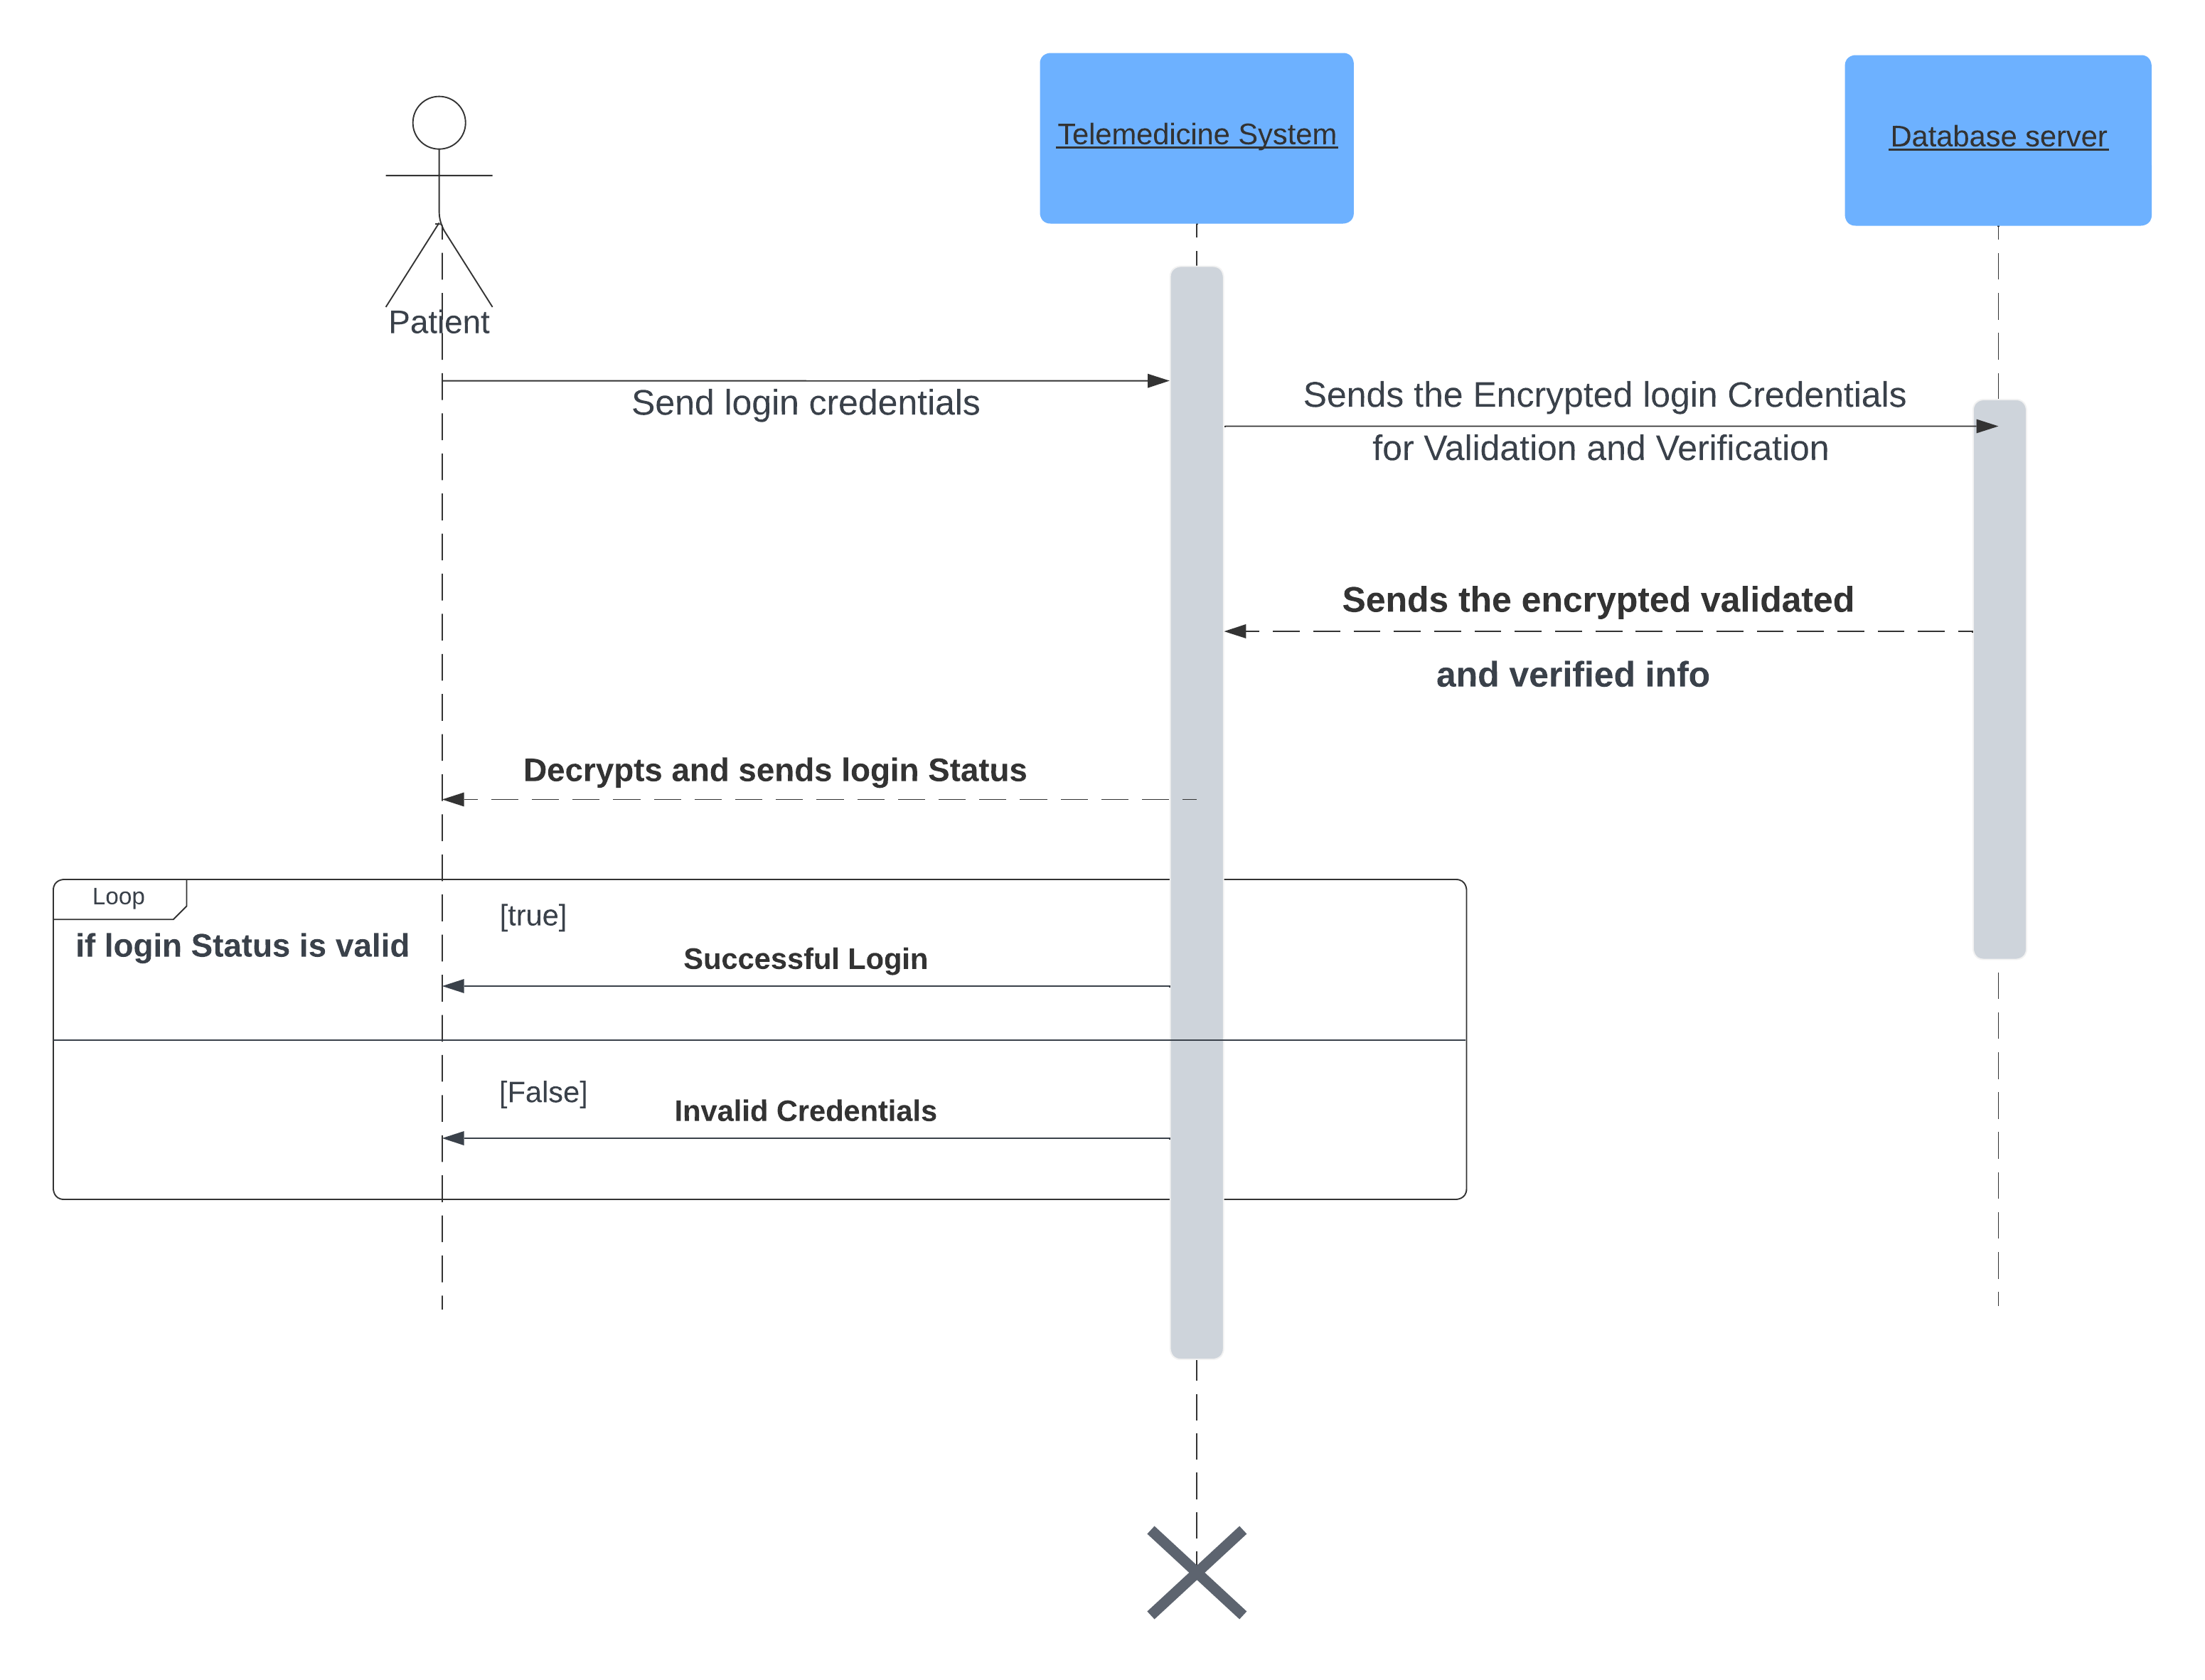 Telemedicine System
Database server
Patient
Send login credentials
Sends the Encrypted login Credentials
for Validation and Verification
Sends the encrypted validated
and verified info
Decrypts and sends login Status
Loop
[true]
if login Status is valid
Successful Login
[False]
Invalid Credentials